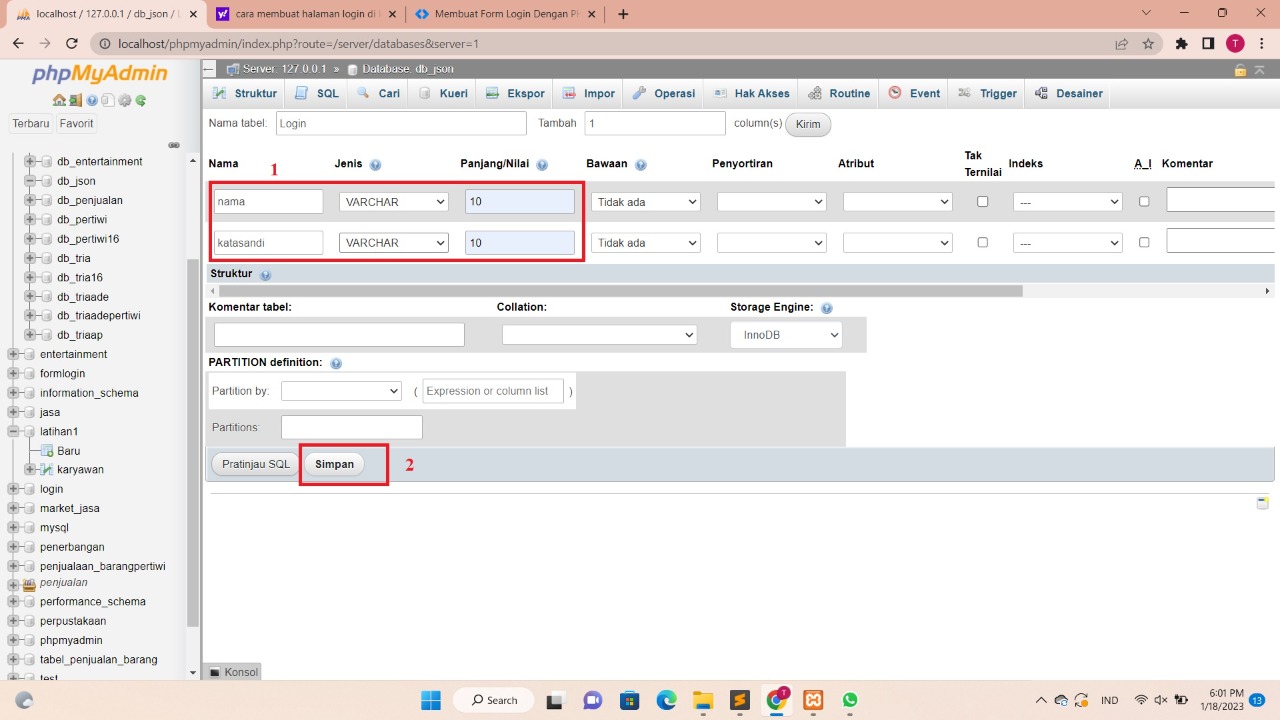 localhost / 127.0.0.1 / db_json / L
cara membuat halaman login di l
Membuat Form Login Dengan PH
localhost/phpmyadmin/index.php?route=/server/databases&server=1
T
phpMyAdmin
Server: 127.0.0.1 » Database: db_json
Struktur SQL Cari Kueri Ekspor Impor Operasi Hak Akses Routine Event Trigger Desainer
Terbaru Favorit
Nama tabel: Login Tambah 1 column(s) Kirim
Nama 1 Jenis Panjang/Nilai Bawaan Penyortiran Atribut Tak Ternilai Indeks A_I Komentar
nama VARCHAR 10 Tidak ada ---
katasandi VARCHAR 10 Tidak ada ---
Struktur
Komentar tabel: Collation: Storage Engine:
InnoDB
PARTITION definition:
Partition by: ( Expression or column list )
Partitions:
Pratinjau SQL Simpan 2
db_entertainment
db_json
db_penjualan
db_pertiwi
db_pertiwi16
db_tria
db_tria16
db_triaade
db_triaadepertiwi
db_triaap
entertainment
formlogin
information_schema
jasa
latihan1
Baru
karyawan
login
market_jasa
mysql
penerbangan
penjualaan_barangpertiwi
penjualan
performance_schema
perpustakaan
phpmyadmin
tabel_penjualan_barang
test
Konsol
Search
T
IND
6:01 PM
1/18/2023
13